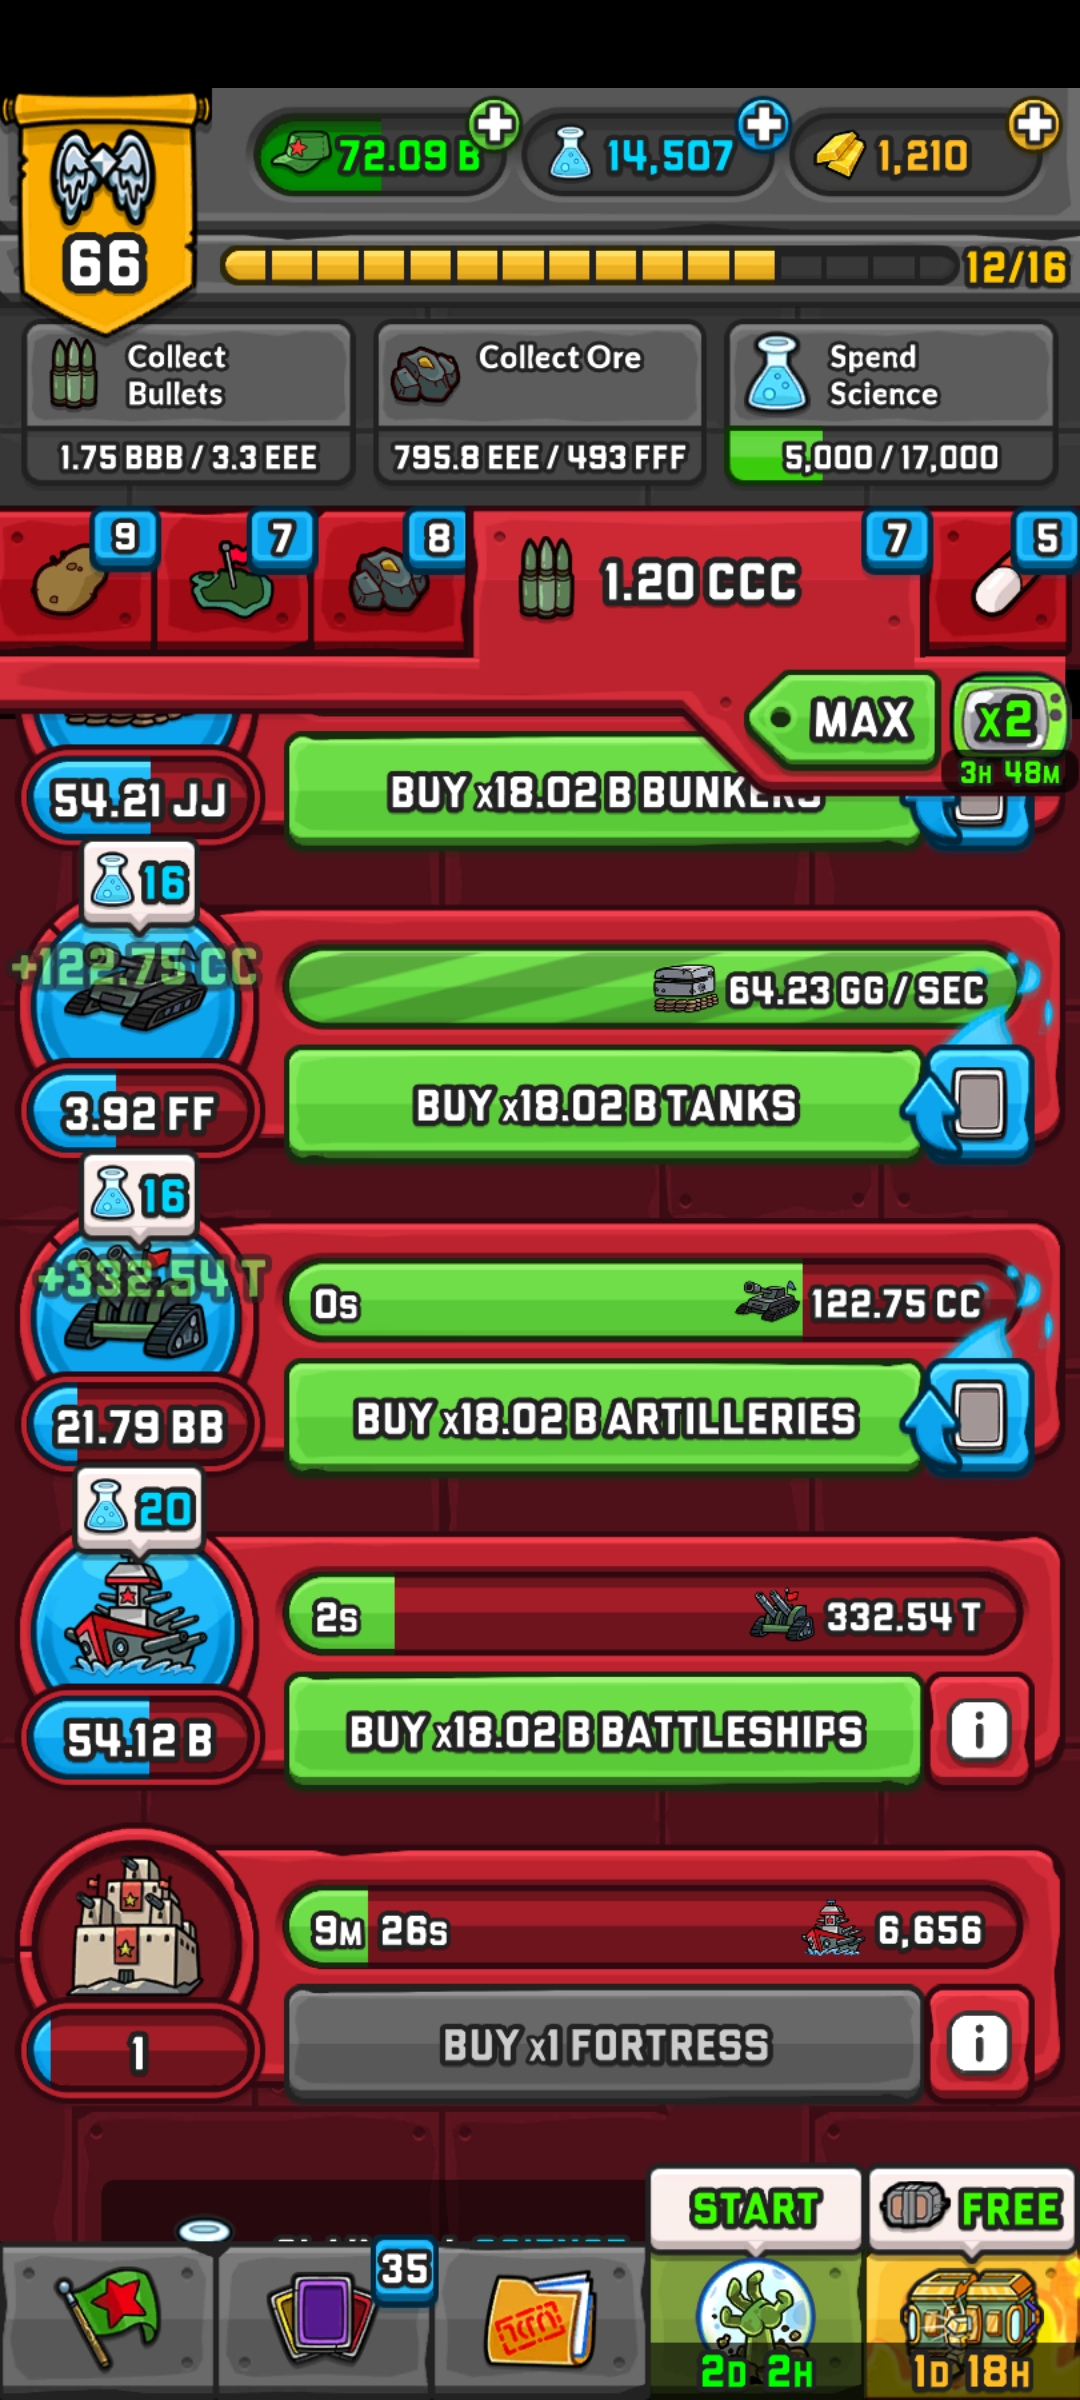 72.09 B
14,507
1,210
66
12/16
Collect
Bullets
Collect Ore
Spend
Science
1.75 BBB / 3.3 EEE
795.8 EEE / 493 FFF
5,000 / 17,000
9
7
8
1.20 CCC
7
5
MAX
x2
3H 48M
54.21 JJ
BUY x18.02 B BUNKERS
16
+122.75 CC
64.23 GG / SEC
3.92 FF
BUY x18.02 B TANKS
16
+332.54 T
0s
122.75 CC
21.79 BB
BUY x18.02 B ARTILLERIES
20
2s
332.54 T
54.12 B
BUY x18.02 B BATTLESHIPS
i
9M 26s
6,656
1
BUY x1 FORTRESS
i
START
FREE
35
2D 2H
1D 18H